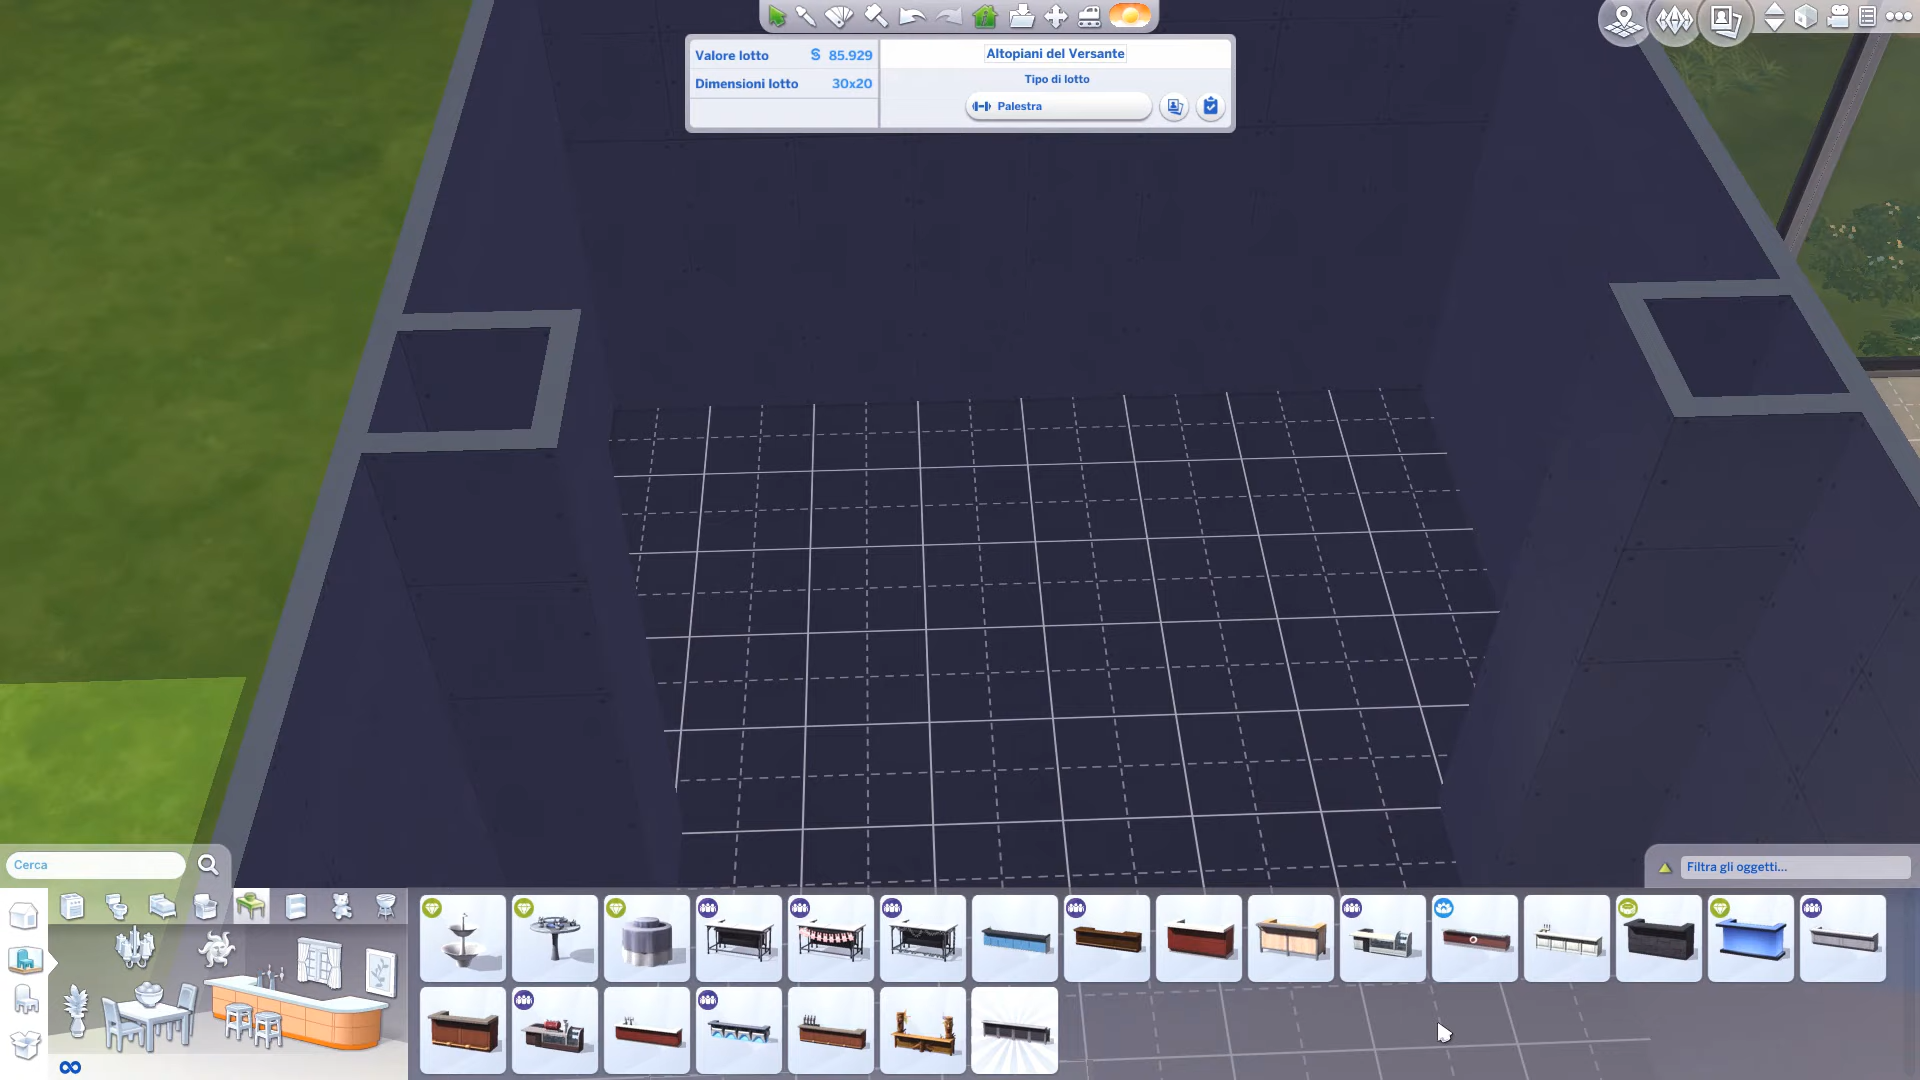 Valore lotto § 85.929
Dimensioni lotto 30x20
Altopiani del Versante
Tipo di lotto
Palestra
Cerca
Filtra gli oggetti...